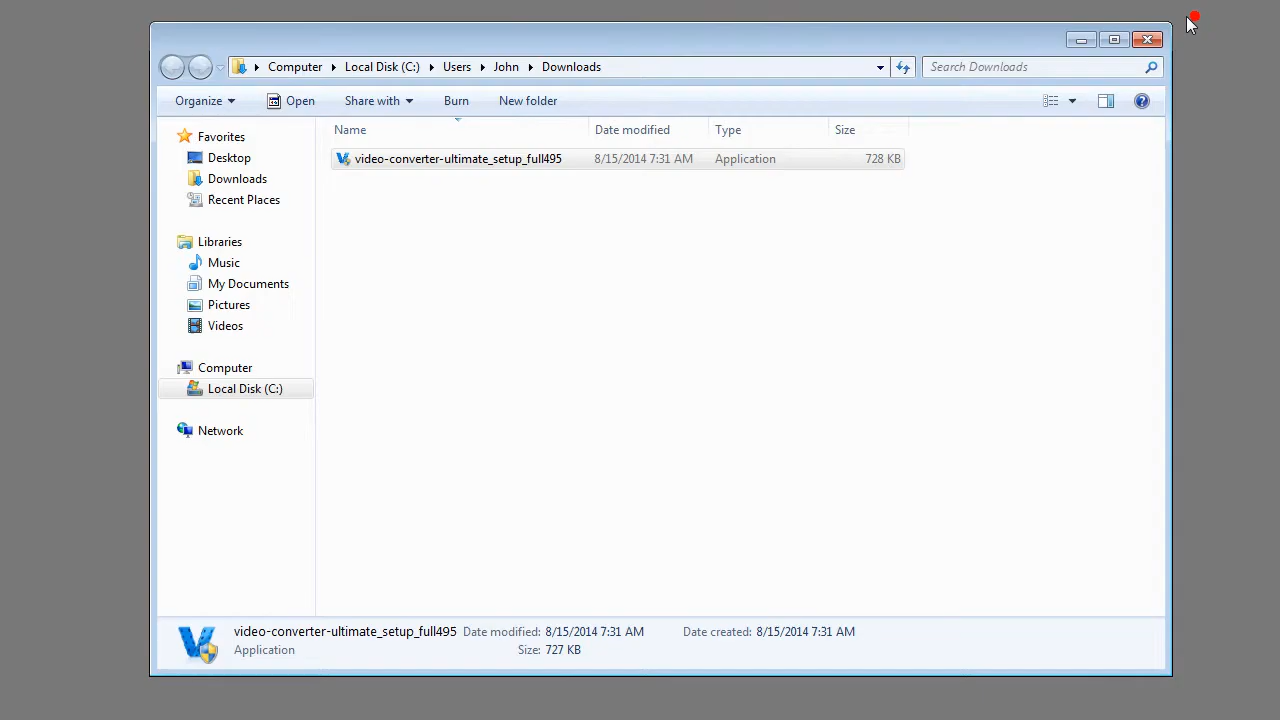 Computer Local Disk (C:) Users John Downloads Search Downloads
Organize Open Share with Burn New folder
Name Date modified Type Size
video-converter-ultimate_setup_full495 8/15/2014 7:31 AM Application 728 KB
Favorites
Desktop
Downloads
Recent Places
Libraries
Music
My Documents
Pictures
Videos
Computer
Local Disk (C:)
Network
video-converter-ultimate_setup_full495 Date modified: 8/15/2014 7:31 AM Date created: 8/15/2014 7:31 AM
Application Size: 727 KB